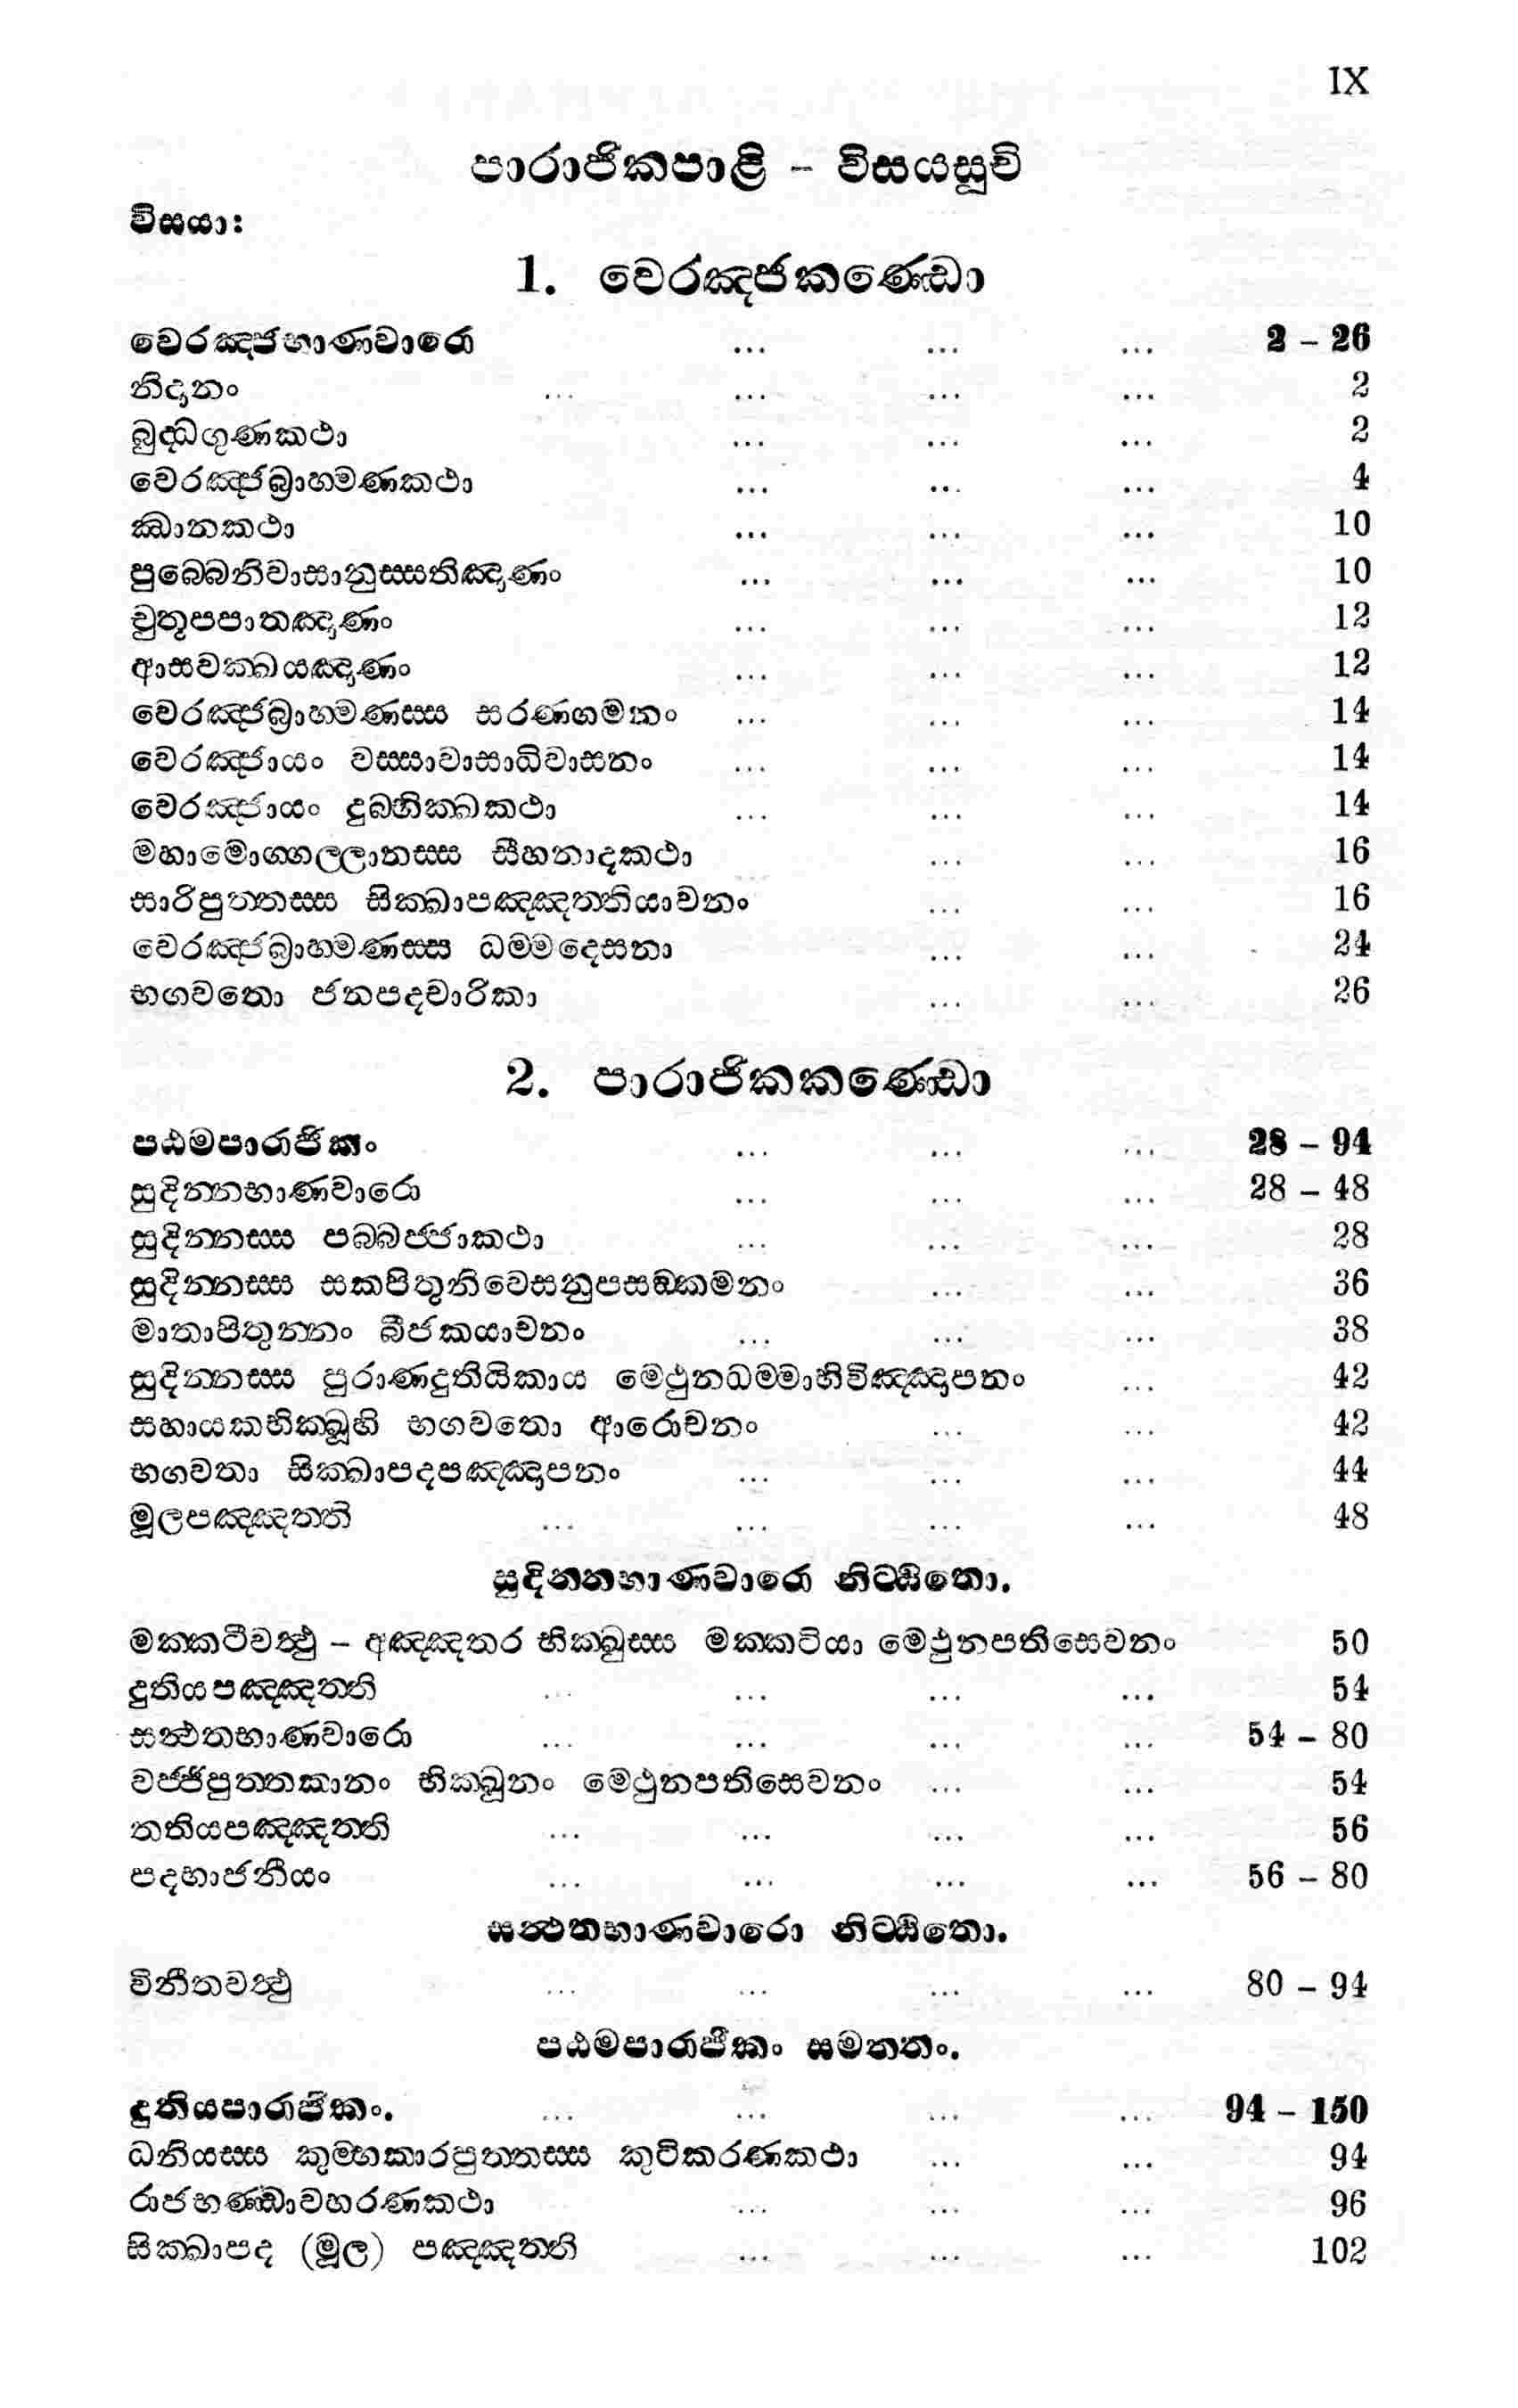 IX
පාරාජිකපාළි - විසයසූචි
විසයා:
1. වෙරඤ්ජකණ්ඩො
වෙරඤ්ජභාණවාරො ... ... ... 2 - 26
නිදානං ... ... ... ... 2
බුද්ධගුණකථා ... ... ... 2
වෙරඤ්ජබ්‍රාහ්මණකථා ... ... ... 4
ඣානකථා ... ... ... 10
පුබ්බෙනිවාසානුස්සතිඤාණං ... ... ... 10
චුතූපපාතඤාණං ... ... ... 12
ආසවක්ඛයඤාණං ... ... ... 12
වෙරඤ්ජබ්‍රාහ්මණස්ස සරණගමනං ... ... ... 14
වෙරඤ්ජායං වස්සාවාසාධිවාසනං ... ... ... 14
වෙරඤ්ජායං දුබ්භික්ඛකථා ... ... ... 14
මහාමොග්ගල්ලානස්ස සීහනාදකථා ... ... 16
සාරිපුත්තස්ස සික්ඛාපඤ්ඤත්තියාචනං ... ... 16
වෙරඤ්ජබ්‍රාහ්මණස්ස ධම්මදෙසනා ... ... 24
භගවතො ජනපදචාරිකා ... ... 26
2. පාරාජිකකණ්ඩො
පඨමපාරාජිකං ... ... ... 28 - 94
සුදින්නභාණවාරො ... ... ... 28 - 48
සුදින්නස්ස පබ්බජ්ජාකථා ... ... ... 28
සුදින්නස්ස සකපිතුනිවෙසනුපසඞ්කමනං ... ... 36
මාතාපිතුන්නං බීජකයාචනං ... ... ... 38
සුදින්නස්ස පුරාණදුතියිකාය මෙථුනධම්මාභිවිඤ්ඤාපනං ... 42
සහායකභික්ඛූහි භගවතො ආරොචනං ... ... 42
භගවතා සික්ඛාපදපඤ්ඤාපනං ... ... ... 44
මූලපඤ්ඤත්ති ... ... ... ... 48
සුදින්නභාණවාරො නිට්ඨිතො.
මක්කටීවත්ථු - අඤ්ඤතර භික්ඛුස්ස මක්කටියා මෙථුනපතිසෙවනං 50
දුතියපඤ්ඤත්ති ... ... ... ... 54
සන්ථතභාණවාරො ... ... ... ... 54 - 80
වජ්ජිපුත්තකානං භික්ඛූනං මෙථුනපතිසෙවනං ... ... 54
තතියපඤ්ඤත්ති ... ... ... ... 56
පදභාජනීයං ... ... ... ... 56 - 80
සන්ථතභාණවාරො නිට්ඨිතො.
විනීතවත්ථු ... ... ... ... 80 - 94
පඨමපාරාජිකං සමත්තං.
දුතියපාරාජිකං. ... ... ... ... 94 - 150
ධනියස්ස කුම්භකාරපුත්තස්ස කුටිකරණකථා ... ... 94
රාජභණ්ඩාවහරණකථා ... ... ... 96
සික්ඛාපද (මූල) පඤ්ඤත්ති ... ... ... 102